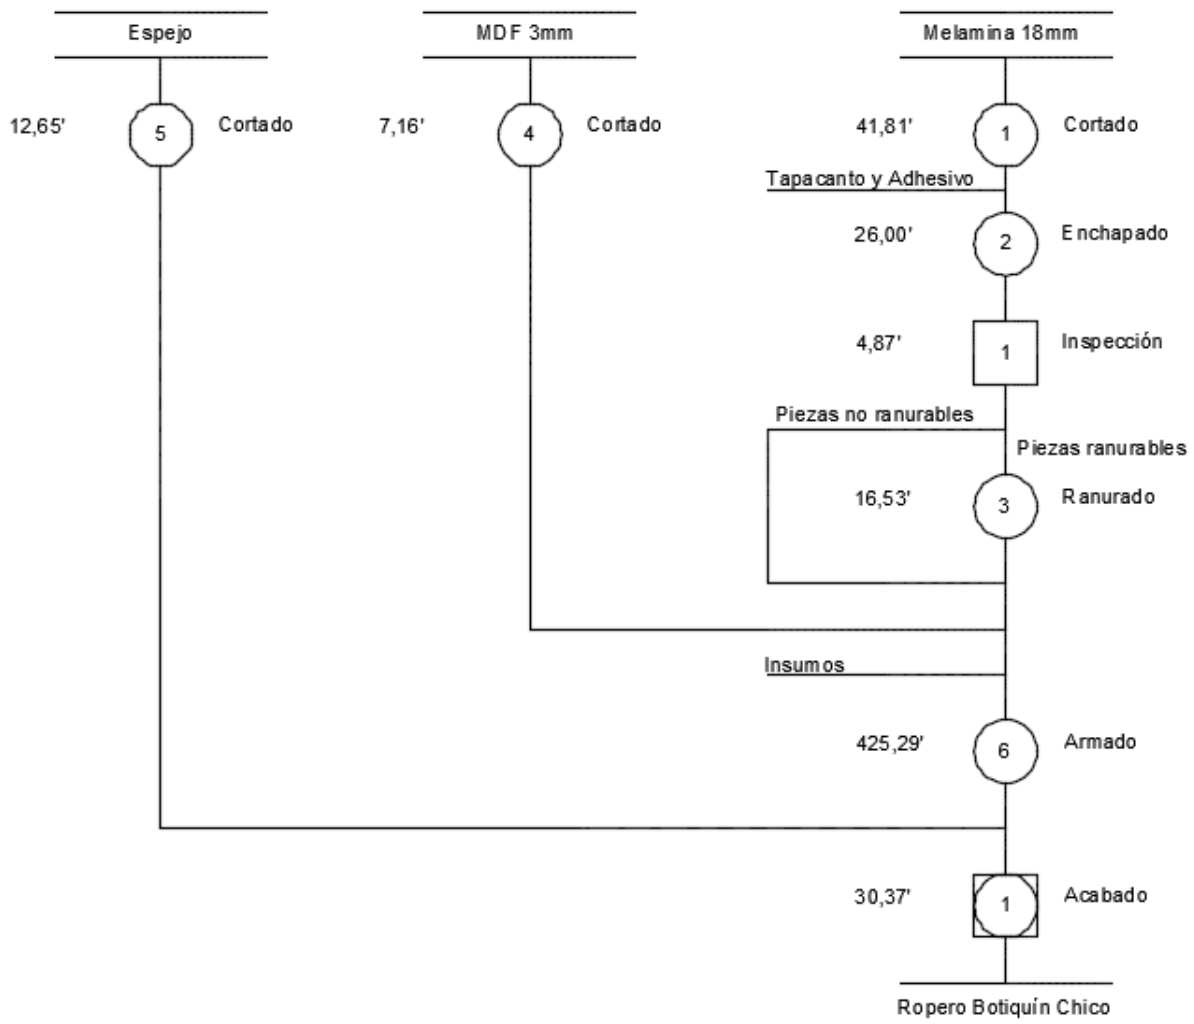 Espejo
MDF 3mm
Melamina 18mm
12,65'
5
Cortado
7,16'
4
Cortado
41,81'
1
Cortado
Tapacanto y Adhesivo
26,00'
2
Enchapado
4,87'
1
Inspección
Piezas no ranurables
Piezas ranurables
16,53'
3
Ranurado
Insumos
425,29'
6
Armado
30,37'
1
Acabado
Ropero Botiquín Chico